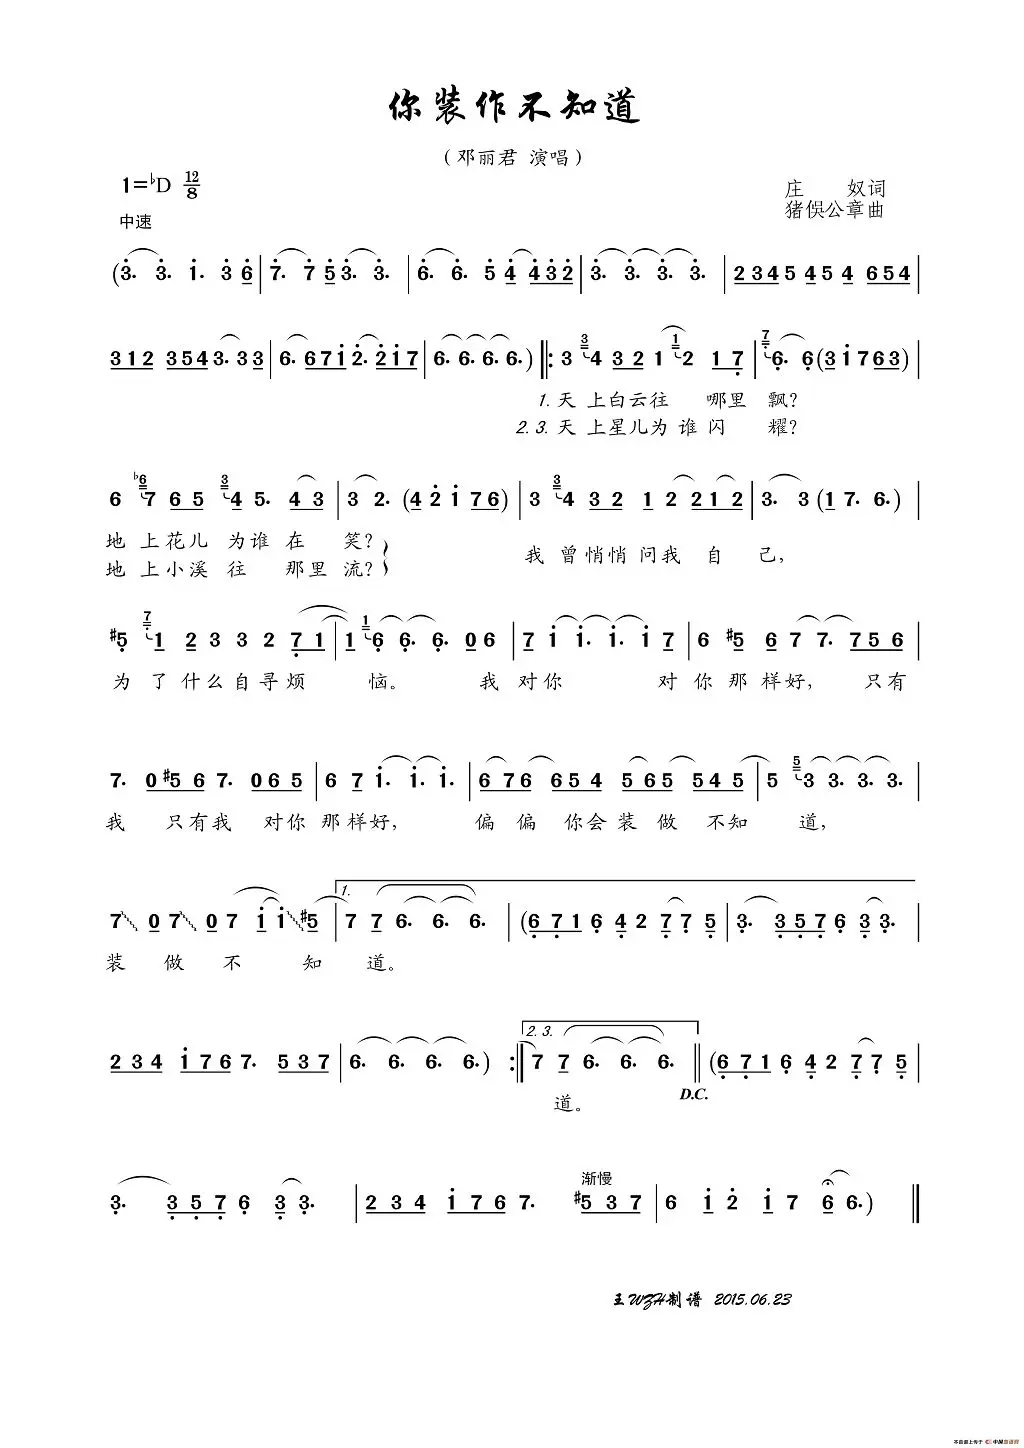 你装作不知道
(邓丽君 演唱)
1=♭D 12/8
庄 奴词
猪俣公章曲
中速
(3. 3. 1. 3 6 | 7. 7 5 3. 3. | 6. 6. 5 4 4 3 2 | 3. 3. 3. 3. | 2 3 4 5 4 5 4 6 5 4 |
3 1 2 3 5 4 3. 3 3 | 6. 6 7 1 2. 2 1 7 | 6. 6. 6. 6.) ‖: 3 3 4 3 2 1 1 2 1 7 | 7 6. 6 (3 1 7 6 3) |
1.天 上白云往 哪里 飘?
2.3.天 上星儿为 谁 闪 耀?
6 ♭6 7 6 5 3 4 5. 4 3 | 3 2. (4 2 1 7 6) | 3 3 4 3 2 1 2 2 1 2 | 3. 3 (1 7. 6.) |
地 上花儿 为谁 在 笑?
地 上小溪 往 那里 流?
我 曾悄悄 问我 自 己,
#5 7 1 2 3 3 2 7 1 | 1 1 6 6. 6. 0 6 | 7 1 1. 1. 1 7 | 6 #5 6 7 7. 7 5 6 |
为 了 什么自寻烦 恼。 我 对你 对 你 那 样好, 只有
7. 0 #5 6 7. 0 6 5 | 6 7 1. 1. 1. | 6 7 6 6 5 4 5 6 5 5 4 5 | 5 5 3 3. 3. 3. |
我 只有我 对你 那样好, 偏 偏 你会 装 做 不知 道,
7 0 7 0 7 1 1 #5 | 1. 7 7 6. 6. 6. | (6 7 1 6 4 2 7 7 5 | 3. 3 5 7 6 3 3. |
装 做 不 知 道。
2 3 4 1 7 6 7. 5 3 7 | 6. 6. 6. 6.) :‖ 2.3. 7 7 6. 6. 6. ‖ (6 7 1 6 4 2 7 7 5 |
D.C.
道。
渐慢
3. 3 5 7 6 3 3. | 2 3 4 1 7 6 7. #5 3 7 | 6 1 2 1 7 6 6.) ‖
王WZH制谱 2015.06.23